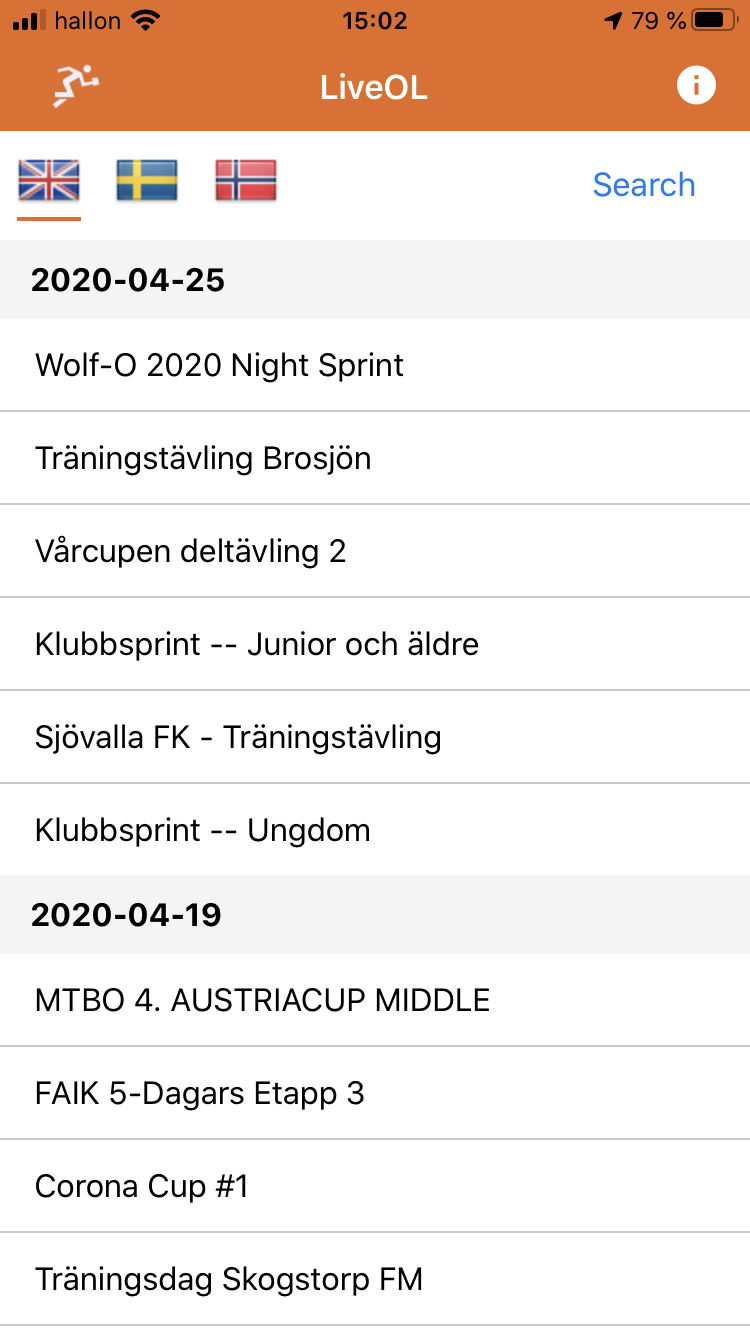 hallon 15:02 79 %
LiveOL
Search
2020-04-25
Wolf-O 2020 Night Sprint
Träningstävling Brosjön
Vårcupen deltävling 2
Klubbsprint -- Junior och äldre
Sjövalla FK - Träningstävling
Klubbsprint -- Ungdom
2020-04-19
MTBO 4. AUSTRIACUP MIDDLE
FAIK 5-Dagars Etapp 3
Corona Cup #1
Träningsdag Skogstorp FM